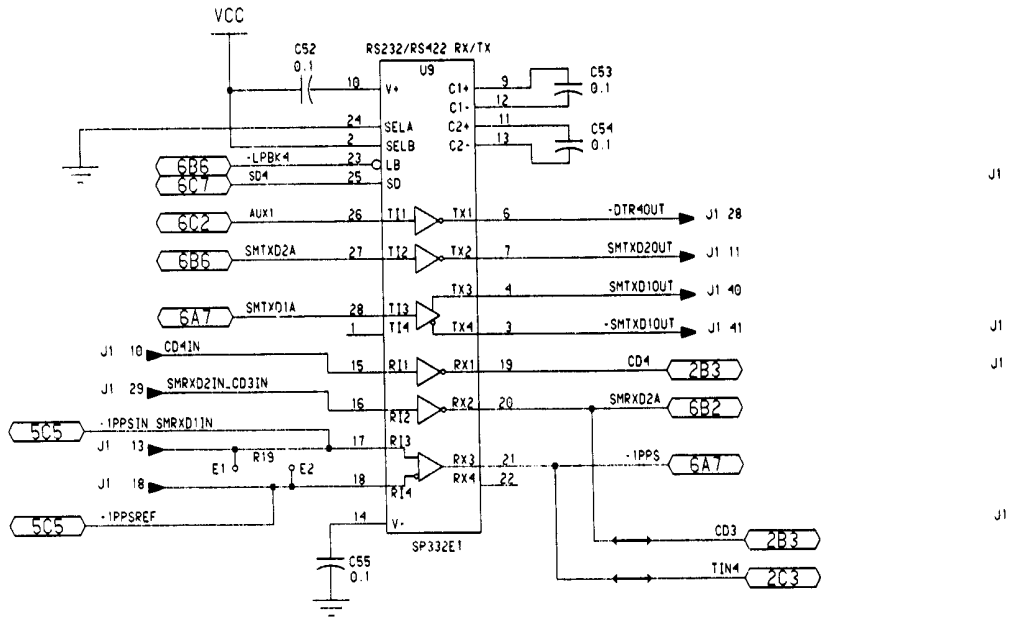 VCC
C52
0.1
RS232/RS422 RX/TX
U9
10
V+
24
SELA
2
SELB
6B6
-LPBK4
23
LB
6C7
SD4
25
SD
C1+
9
C1-
12
C2+
11
C2-
13
C53
0.1
C54
0.1
J1
6C2
AUX1
26
TI1
TX1
6
-DTR4OUT
J1 28
6B6
SMTXD2A
27
TI2
TX2
7
SMTXD2OUT
J1 11
TX3
4
SMTXD1OUT
J1 40
6A7
SMTXD1A
28
TI3
1
TI4
TX4
3
-SMTXD1OUT
J1 41
J1
J1 10
CD4IN
15
RI1
RX1
19
CD4
2B3
J1
J1 29
SMRXD2IN_CD3IN
16
RI2
RX2
20
SMRXD2A
6B2
5C5
-1PPSIN_SMRXD1IN
J1 13
17
RI3
R19
E1
E2
RX3
21
-1PPS
6A7
RX4
22
J1 18
18
RI4
5C5
-1PPSREF
14
V-
J1
SP332E1
C55
0.1
CD3
2B3
TIN4
2C3